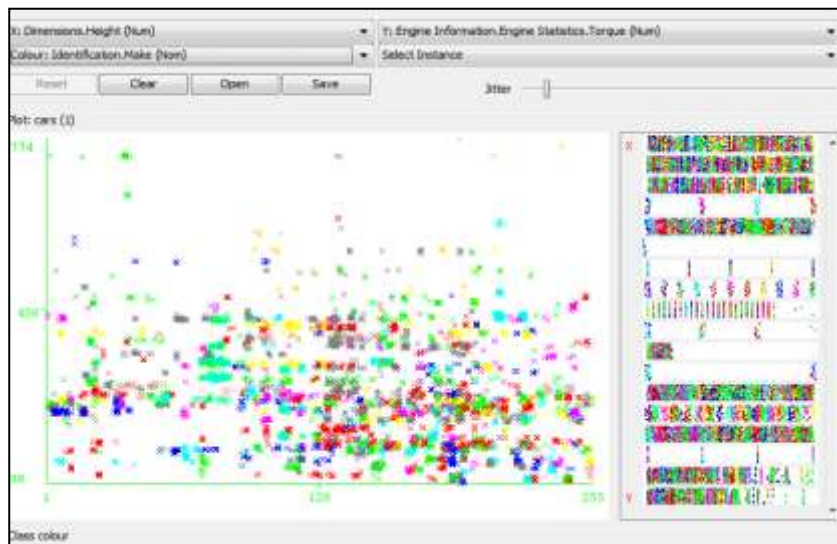 X: Dimensions.Height (Num)
Y: Engine Information.Engine Statistics.Torque (Num)
Colour: Identification.Make (Nom)
Select Instance
Reset
Clear
Open
Save
Jitter
Plot: cars (1)
774
X
1
128
255
Y
Class colour